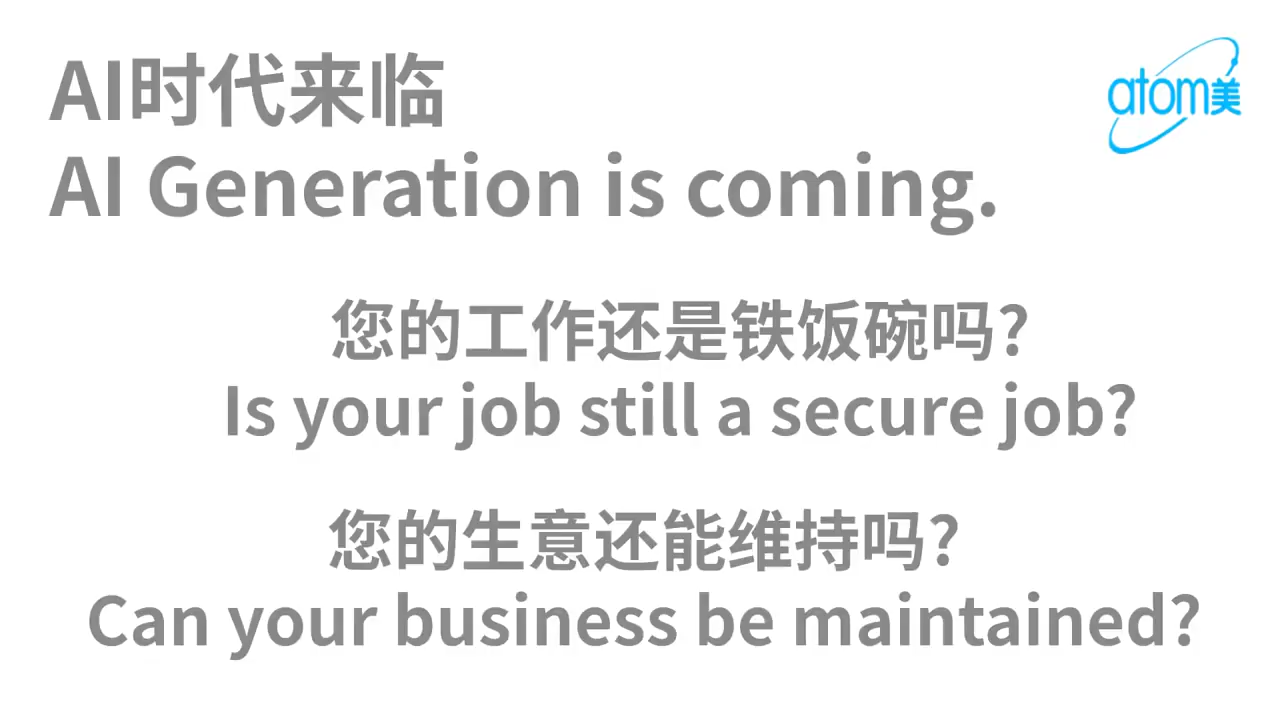 AI时代来临
atom美
AI Generation is coming.
您的工作还是铁饭碗吗?
Is your job still a secure job?
您的生意还能维持吗?
Can your business be maintained?